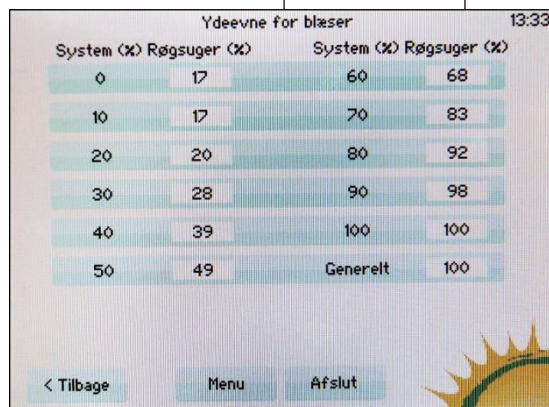 Ydeevne for blæser 13:33
System (%) Røgsuger (%) System (%) Røgsuger (%)
0 17 60 68
10 17 70 83
20 20 80 92
30 28 90 98
40 39 100 100
50 49 Generelt 100
< Tilbage Menu Afslut